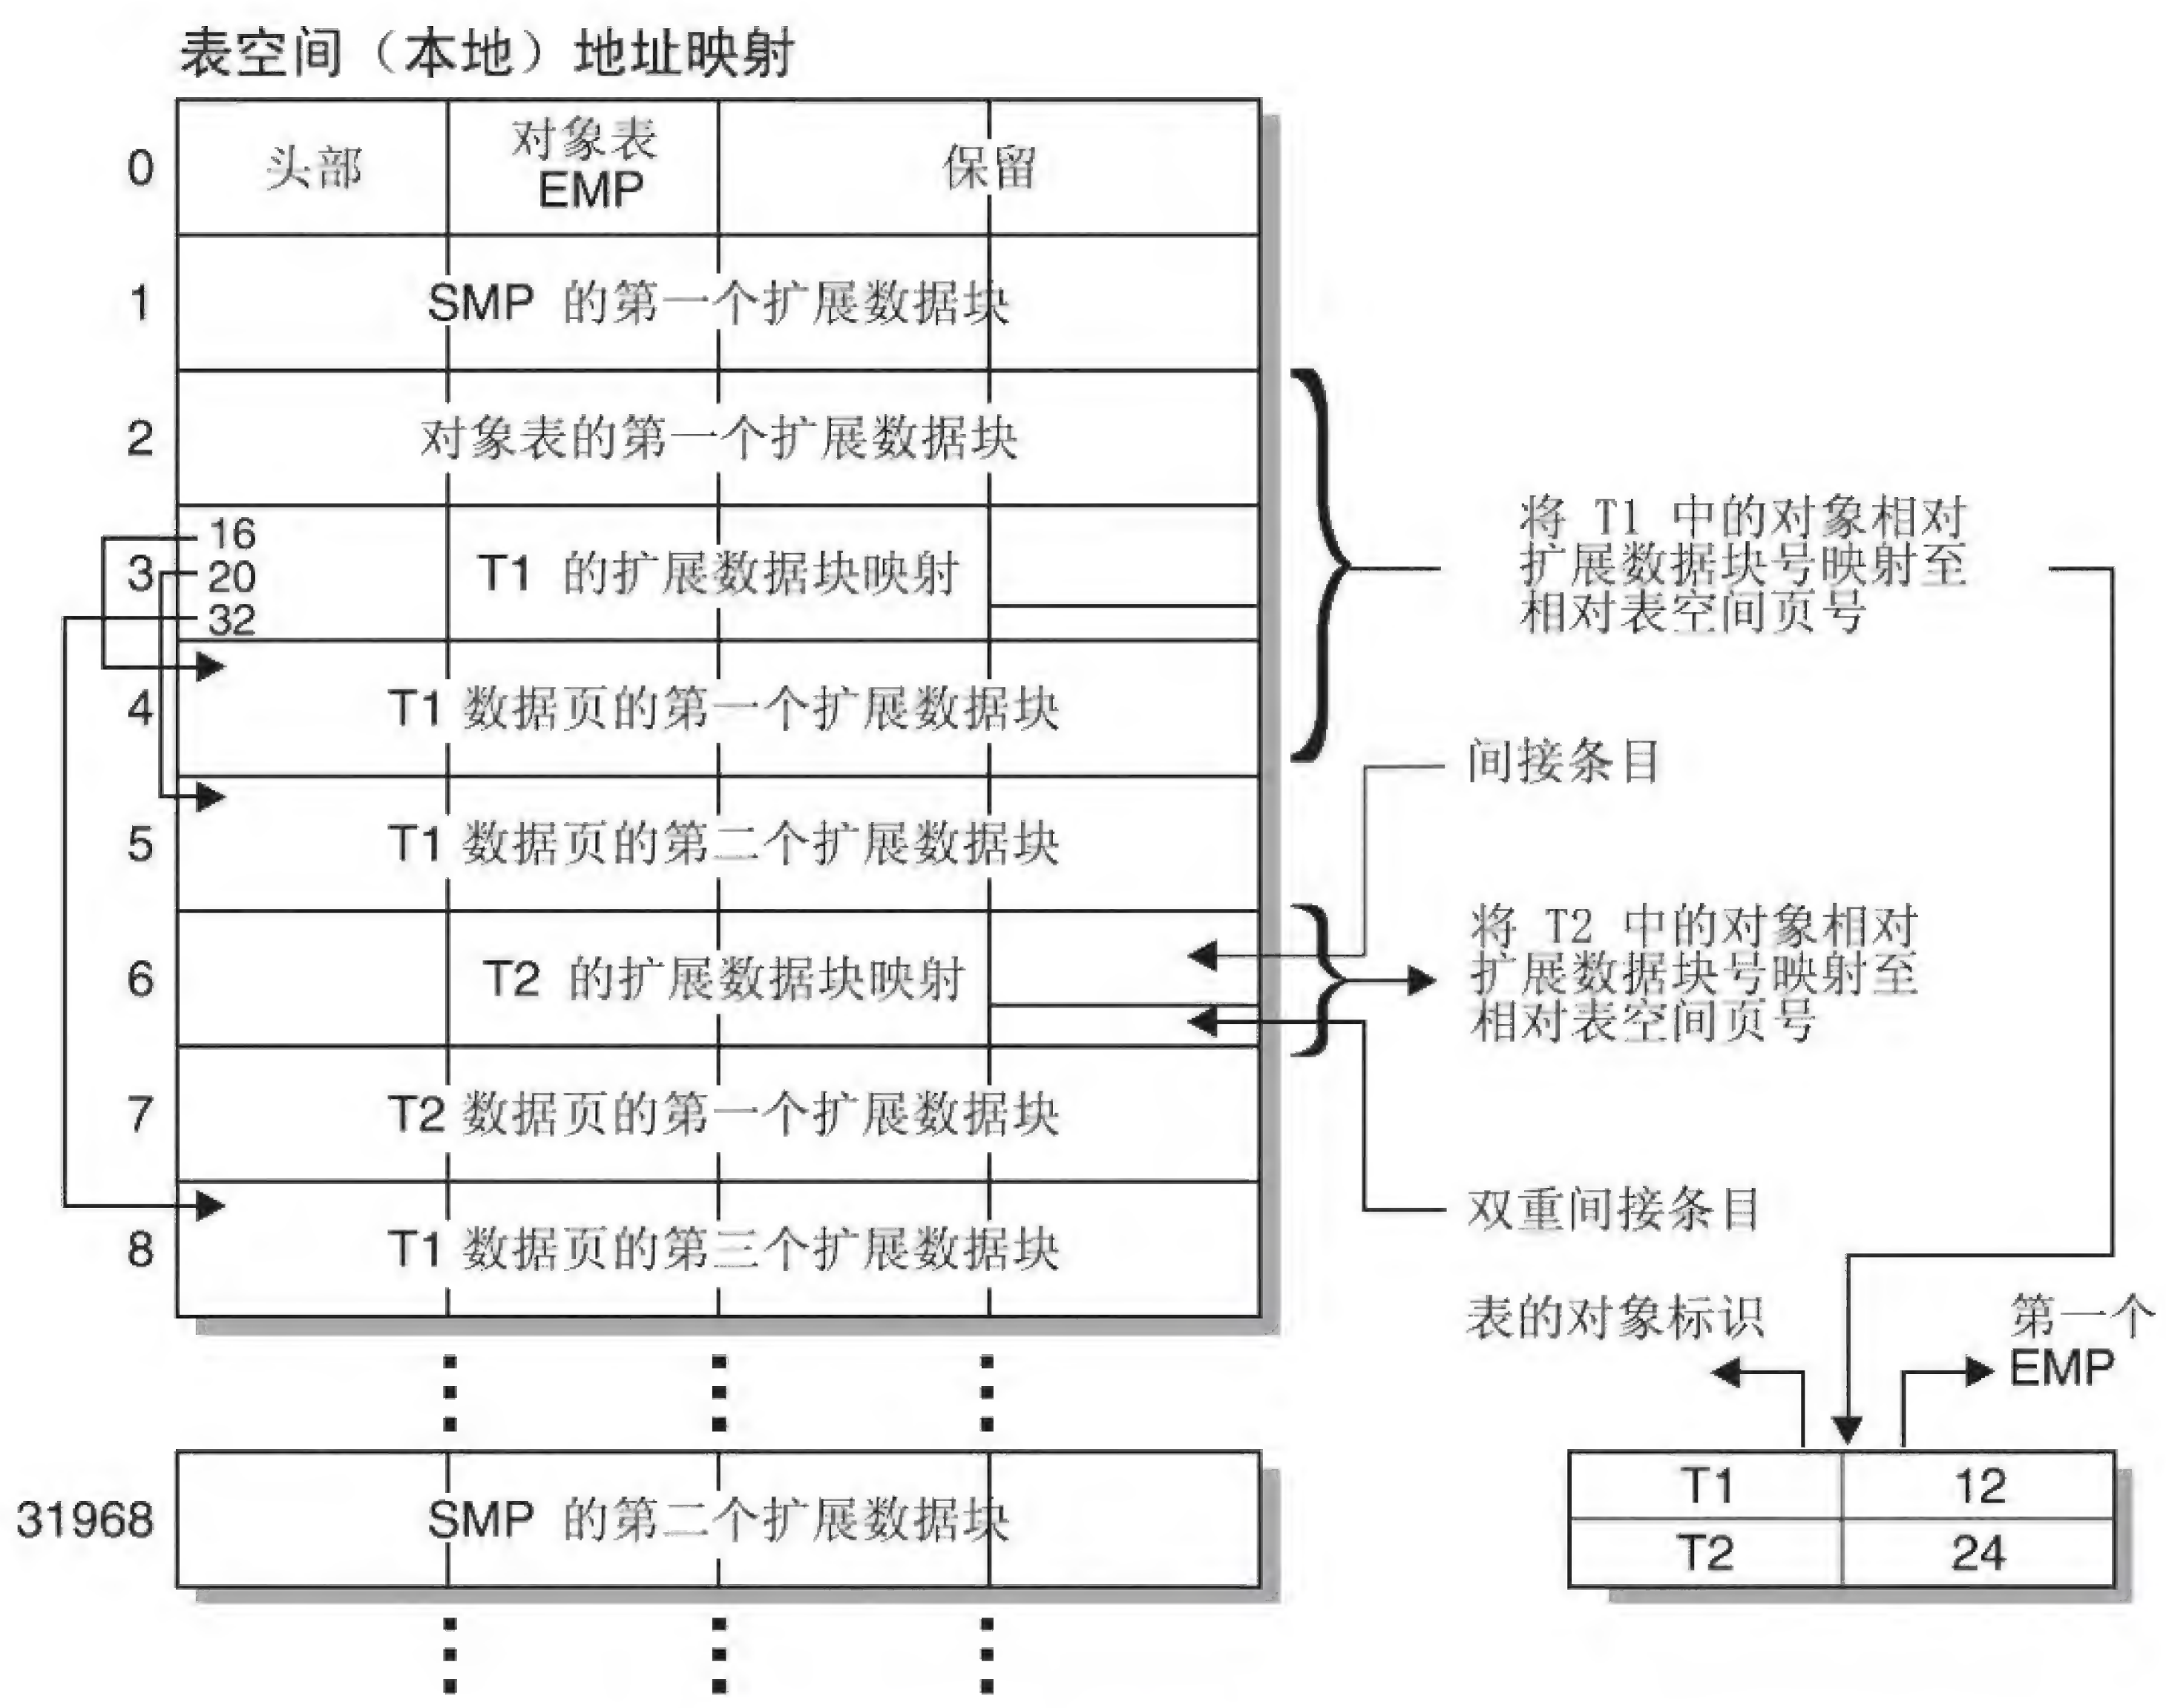 表空间（本地）地址映射
0
头部
对象表
EMP
保留
1
SMP 的第一个扩展数据块
2
对象表的第一个扩展数据块
3
16
20
32
T1 的扩展数据块映射
将 T1 中的对象相对
扩展数据块号映射至
相对表空间页号
4
T1 数据页的第一个扩展数据块
间接条目
5
T1 数据页的第二个扩展数据块
6
T2 的扩展数据块映射
将 T2 中的对象相对
扩展数据块号映射至
相对表空间页号
7
T2 数据页的第一个扩展数据块
双重间接条目
8
T1 数据页的第三个扩展数据块
表的对象标识
第一个
EMP
T1
12
T2
24
31968
SMP 的第二个扩展数据块